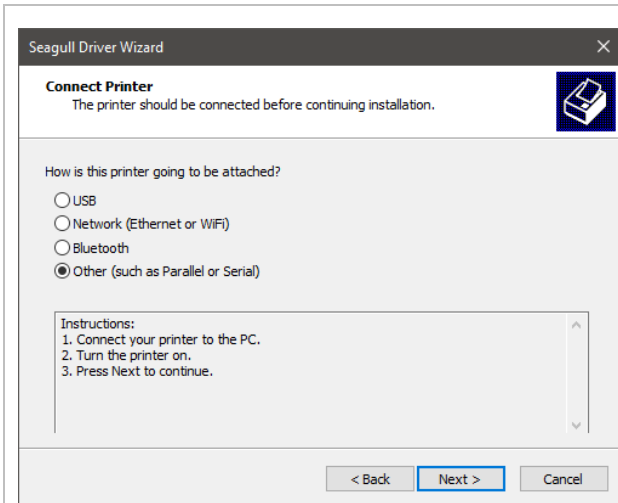 Seagull Driver Wizard
Connect Printer
The printer should be connected before continuing installation.
How is this printer going to be attached?
USB
Network (Ethernet or WiFi)
Bluetooth
Other (such as Parallel or Serial)
Instructions:
1. Connect your printer to the PC.
2. Turn the printer on.
3. Press Next to continue.
< Back Next > Cancel